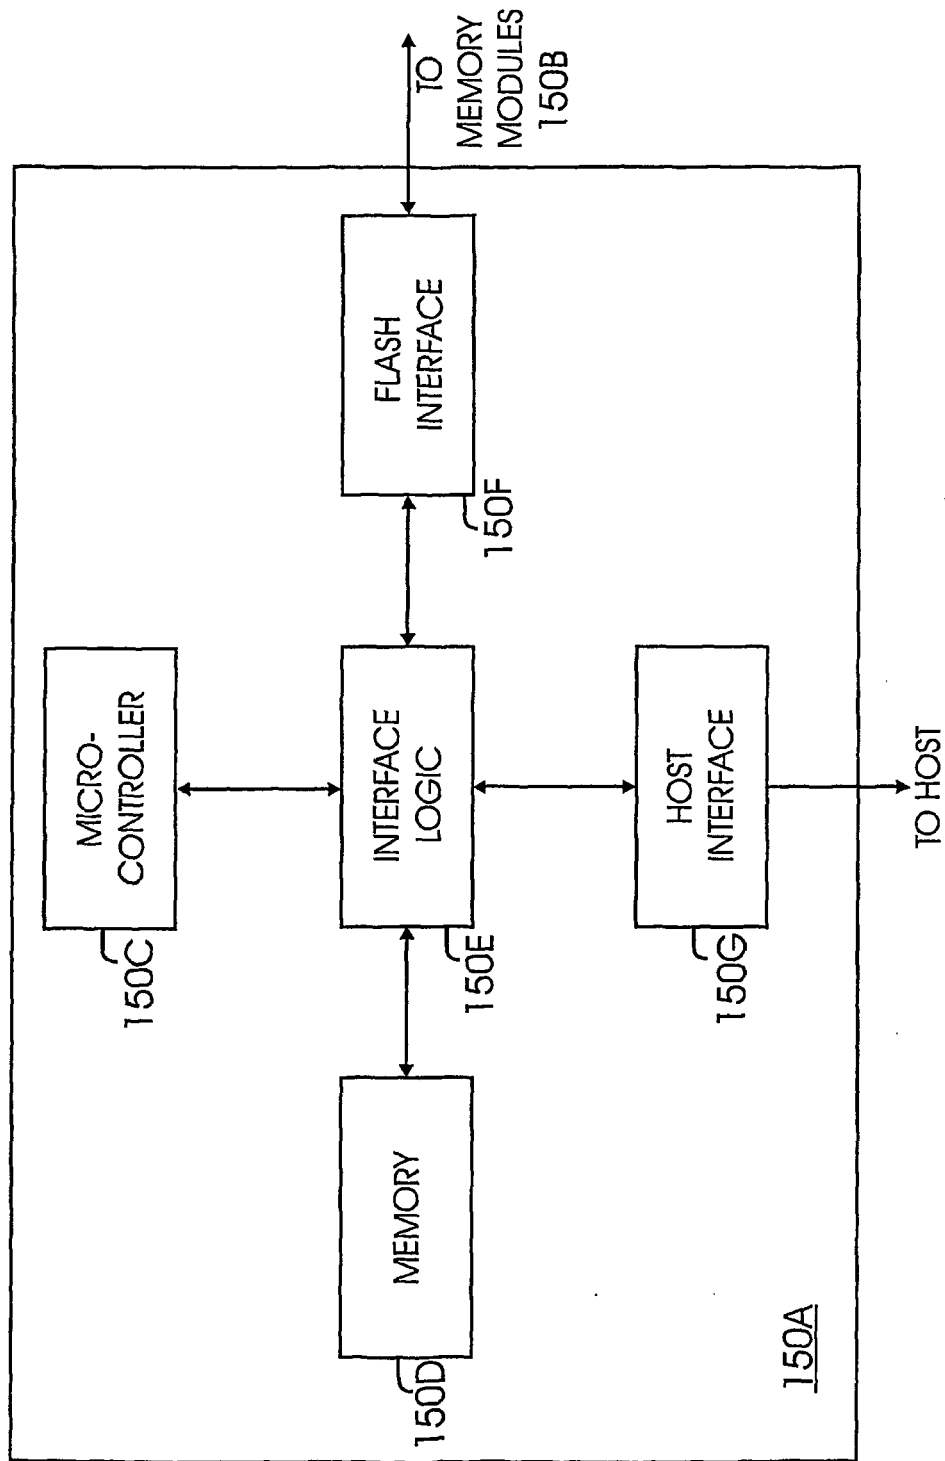 MICRO-
CONTROLLER
150C
MEMORY
150D
INTERFACE
LOGIC
150E
FLASH
INTERFACE
150F
TO
MEMORY
MODULES
150B
HOST
INTERFACE
150G
150A
TO HOST